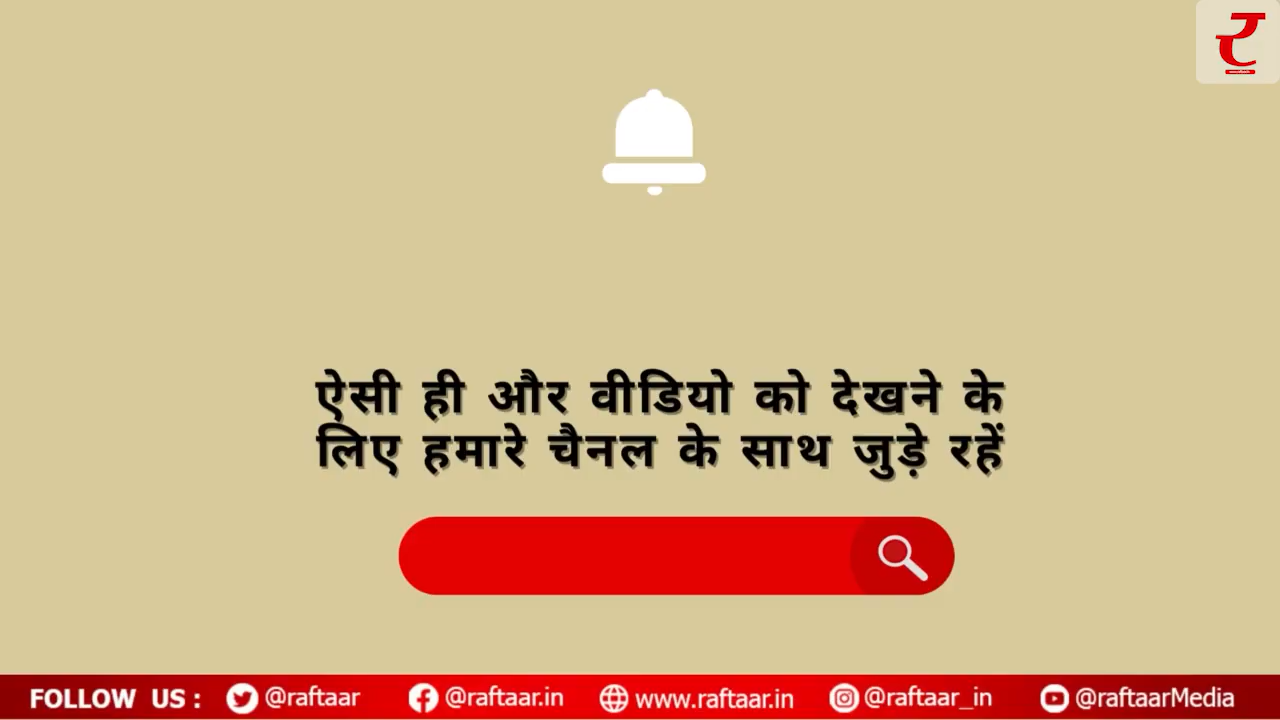 ऐसी ही और वीडियो को देखने के
लिए हमारे चैनल के साथ जुड़े रहें
FOLLOW US : @raftaar @raftaar.in www.raftaar.in @raftaar_in @raftaarMedia